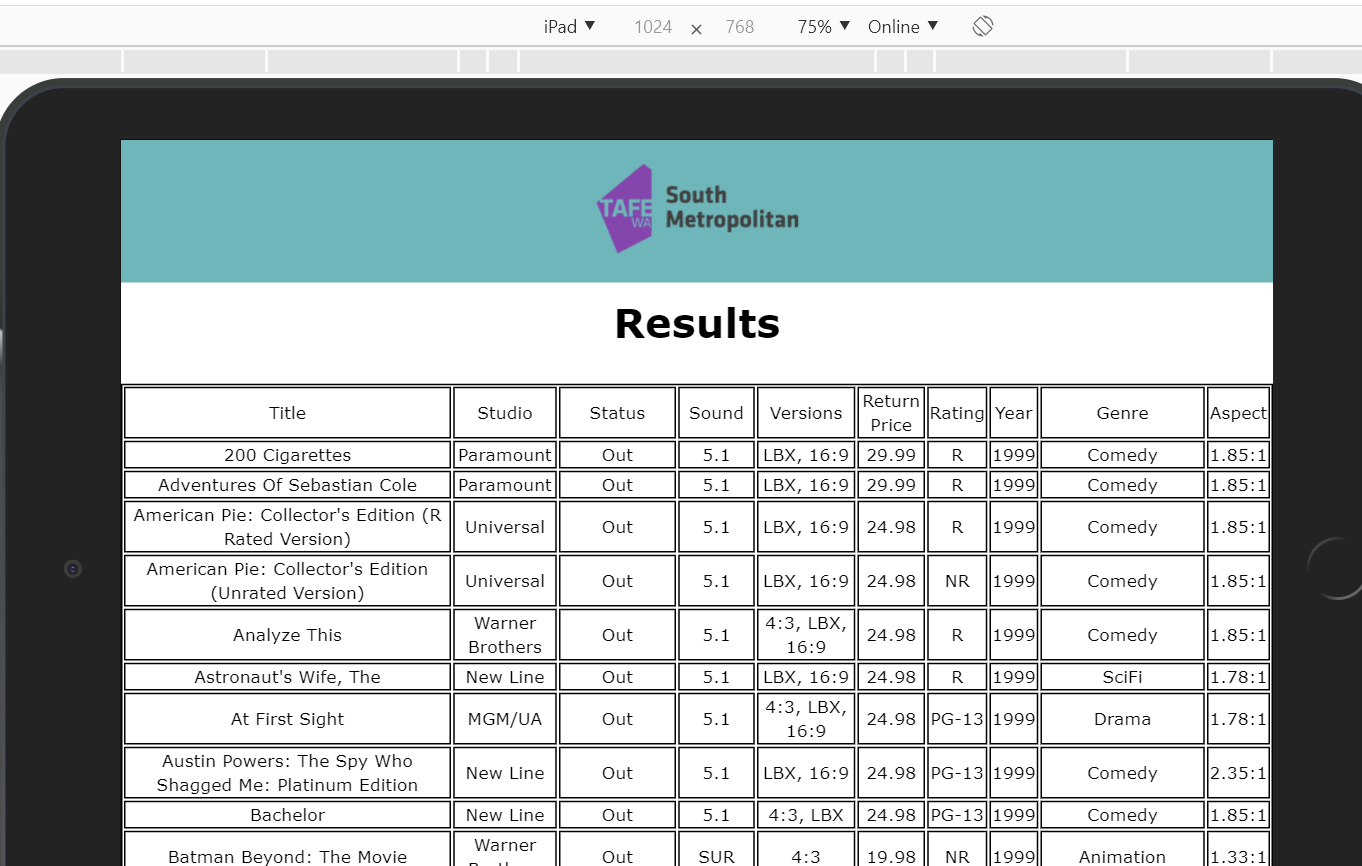 iPad ▼ 1024 × 768 75% ▼ Online ▼
TAFE
WA
South
Metropolitan
Results
Title Studio Status Sound Versions Return Price Rating Year Genre Aspect
200 Cigarettes Paramount Out 5.1 LBX, 16:9 29.99 R 1999 Comedy 1.85:1
Adventures Of Sebastian Cole Paramount Out 5.1 LBX, 16:9 29.99 R 1999 Comedy 1.85:1
American Pie: Collector's Edition (R Rated Version) Universal Out 5.1 LBX, 16:9 24.98 R 1999 Comedy 1.85:1
American Pie: Collector's Edition (Unrated Version) Universal Out 5.1 LBX, 16:9 24.98 NR 1999 Comedy 1.85:1
Analyze This Warner Brothers Out 5.1 4:3, LBX, 16:9 24.98 R 1999 Comedy 1.85:1
Astronaut's Wife, The New Line Out 5.1 LBX, 16:9 24.98 R 1999 SciFi 1.78:1
At First Sight MGM/UA Out 5.1 4:3, LBX, 16:9 24.98 PG-13 1999 Drama 1.78:1
Austin Powers: The Spy Who Shagged Me: Platinum Edition New Line Out 5.1 LBX, 16:9 24.98 PG-13 1999 Comedy 2.35:1
Bachelor New Line Out 5.1 4:3, LBX 24.98 PG-13 1999 Comedy 1.85:1
Batman Beyond: The Movie Warner Out SUR 4:3 19.98 NR 1999 Animation 1.33:1